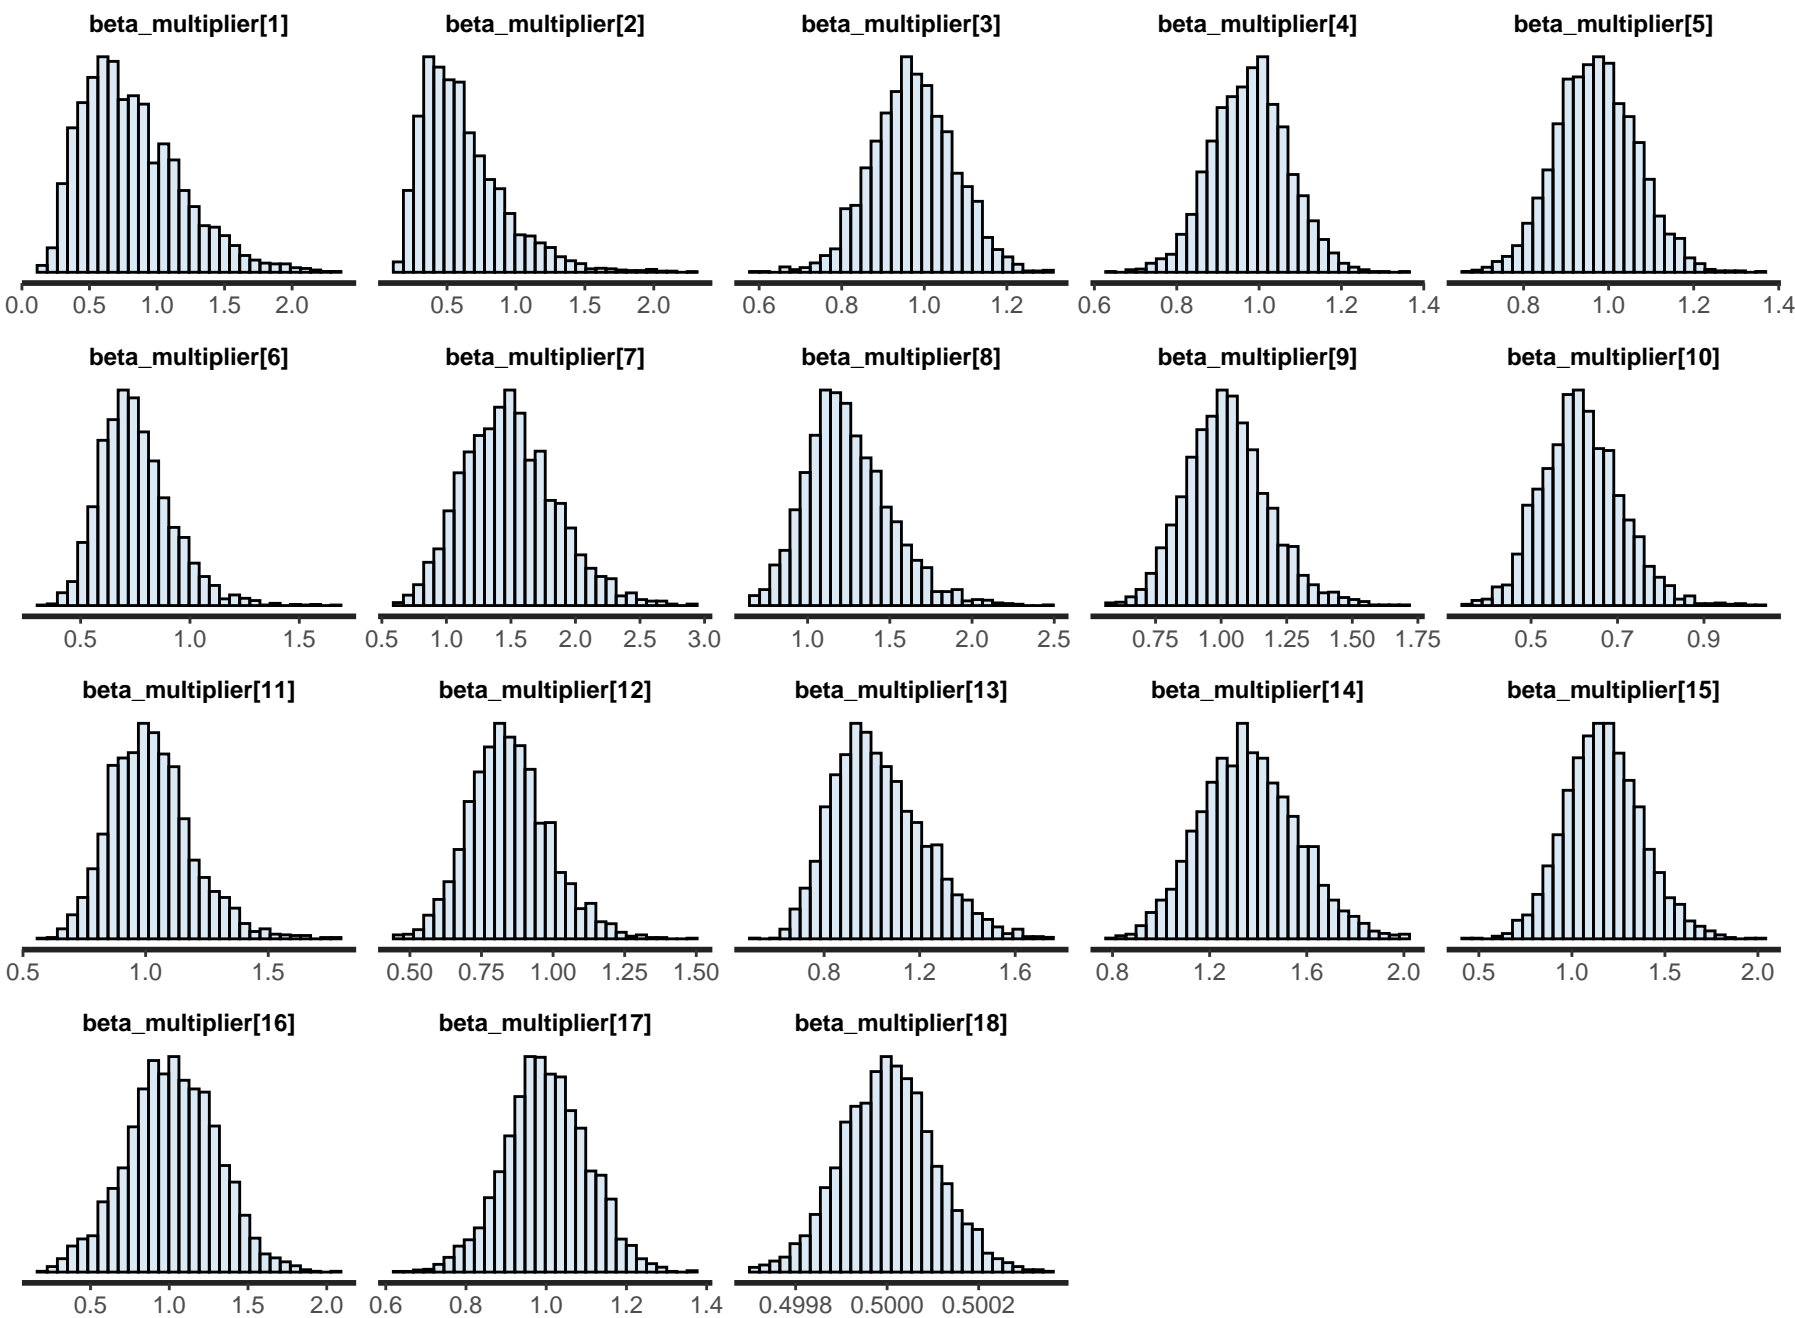 beta_multiplier[1] beta_multiplier[2] beta_multiplier[3] beta_multiplier[4] beta_multiplier[5]
0.0 0.5 1.0 1.5 2.0 0.5 1.0 1.5 2.0 0.6 0.8 1.0 1.2 0.6 0.8 1.0 1.2 1.4 0.8 1.0 1.2 1.4
beta_multiplier[6] beta_multiplier[7] beta_multiplier[8] beta_multiplier[9] beta_multiplier[10]
0.5 1.0 1.5 0.5 1.0 1.5 2.0 2.5 3.0 1.0 1.5 2.0 2.5 0.75 1.00 1.25 1.50 1.75 0.5 0.7 0.9
beta_multiplier[11] beta_multiplier[12] beta_multiplier[13] beta_multiplier[14] beta_multiplier[15]
0.5 1.0 1.5 0.50 0.75 1.00 1.25 1.50 0.8 1.2 1.6 0.8 1.2 1.6 2.0 0.5 1.0 1.5 2.0
beta_multiplier[16] beta_multiplier[17] beta_multiplier[18]
0.5 1.0 1.5 2.0 0.6 0.8 1.0 1.2 1.4 0.4998 0.5000 0.5002